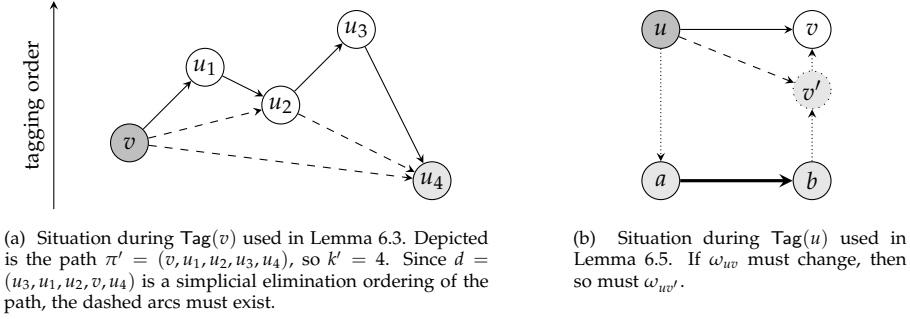 tagging order
v
u1
u2
u3
u4
u
v
v′
a
b
(a) Situation during Tag(v) used in Lemma 6.3. Depicted
is the path π′ = (v, u1, u2, u3, u4), so k′ = 4. Since d =
(u3, u1, u2, v, u4) is a simplicial elimination ordering of the
path, the dashed arcs must exist.
(b) Situation during Tag(u) used in
Lemma 6.5. If ωuv must change, then
so must ωuv′.